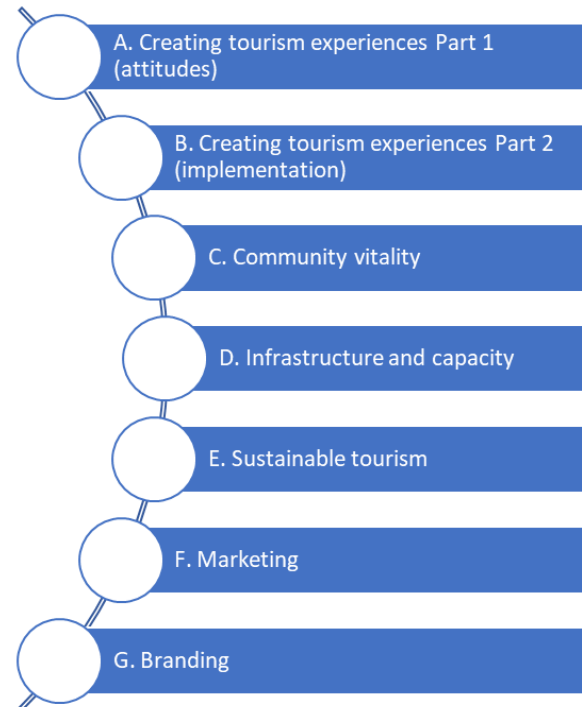 A. Creating tourism experiences Part 1
(attitudes)
B. Creating tourism experiences Part 2
(implementation)
C. Community vitality
D. Infrastructure and capacity
E. Sustainable tourism
F. Marketing
G. Branding